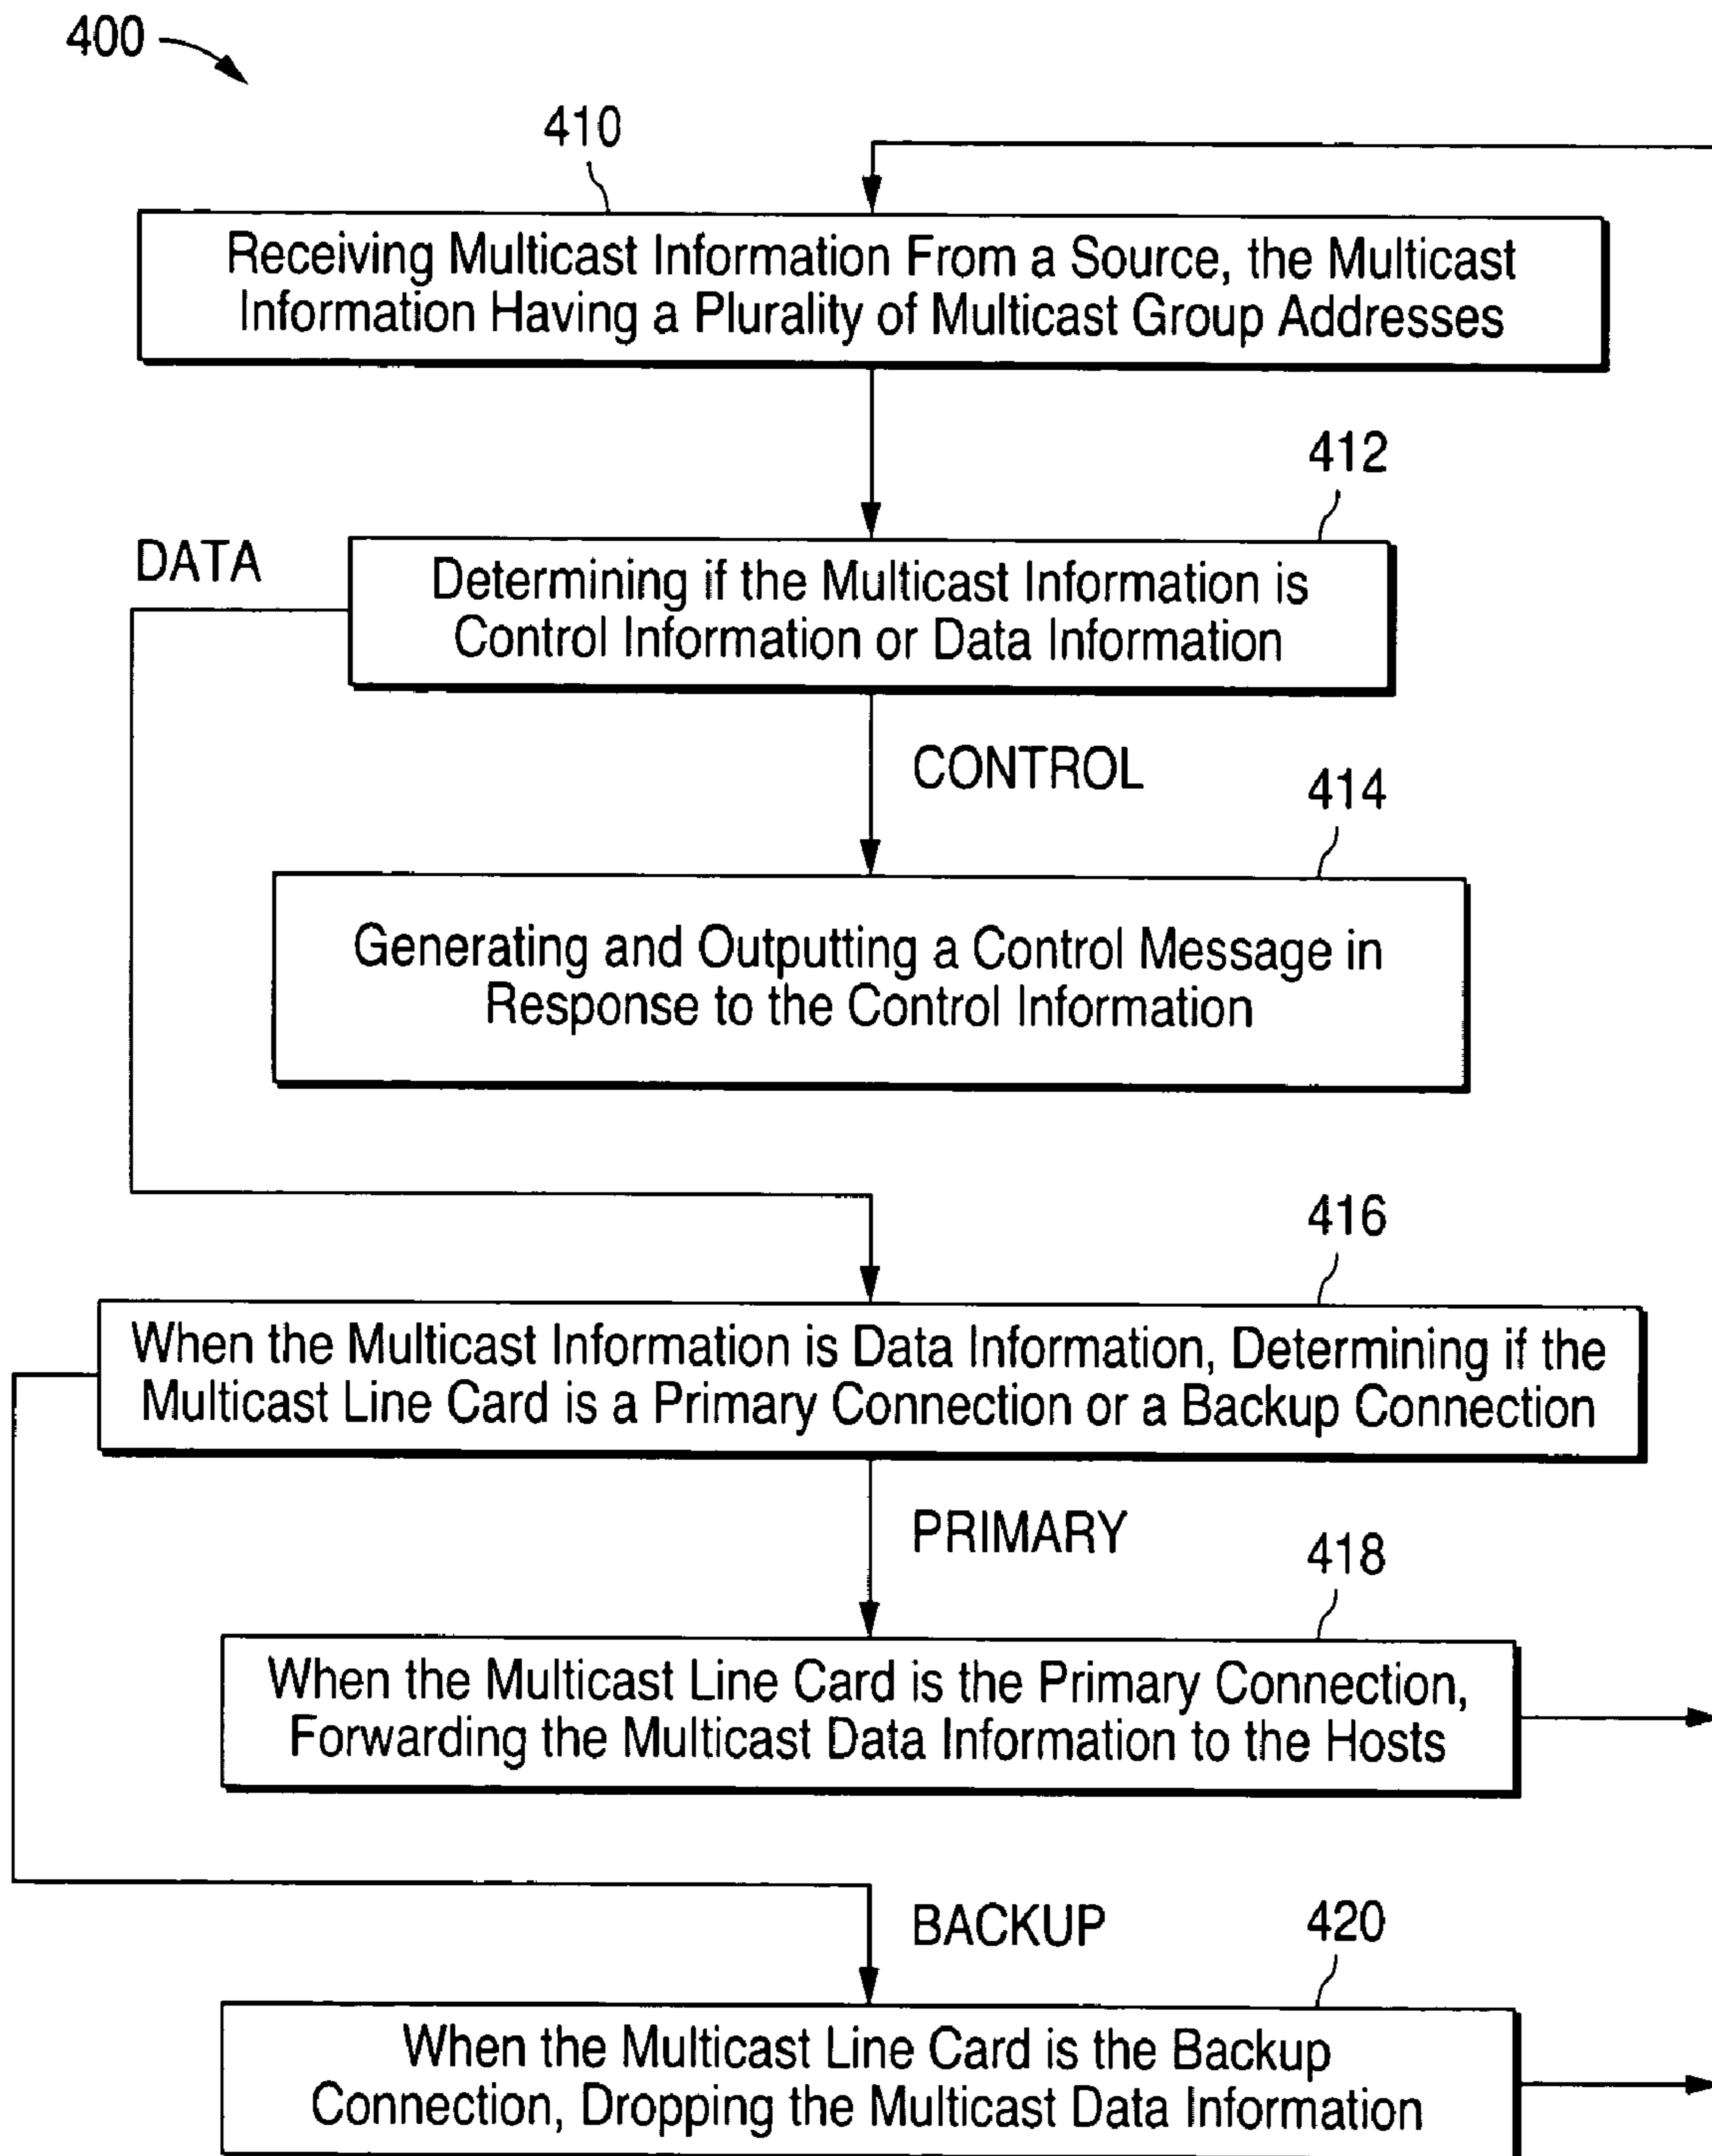 400
410
Receiving Multicast Information From a Source, the Multicast
Information Having a Plurality of Multicast Group Addresses
412
DATA
Determining if the Multicast Information is
Control Information or Data Information
CONTROL
414
Generating and Outputting a Control Message in
Response to the Control Information
416
When the Multicast Information is Data Information, Determining if the
Multicast Line Card is a Primary Connection or a Backup Connection
PRIMARY
418
When the Multicast Line Card is the Primary Connection,
Forwarding the Multicast Data Information to the Hosts
BACKUP
420
When the Multicast Line Card is the Backup
Connection, Dropping the Multicast Data Information